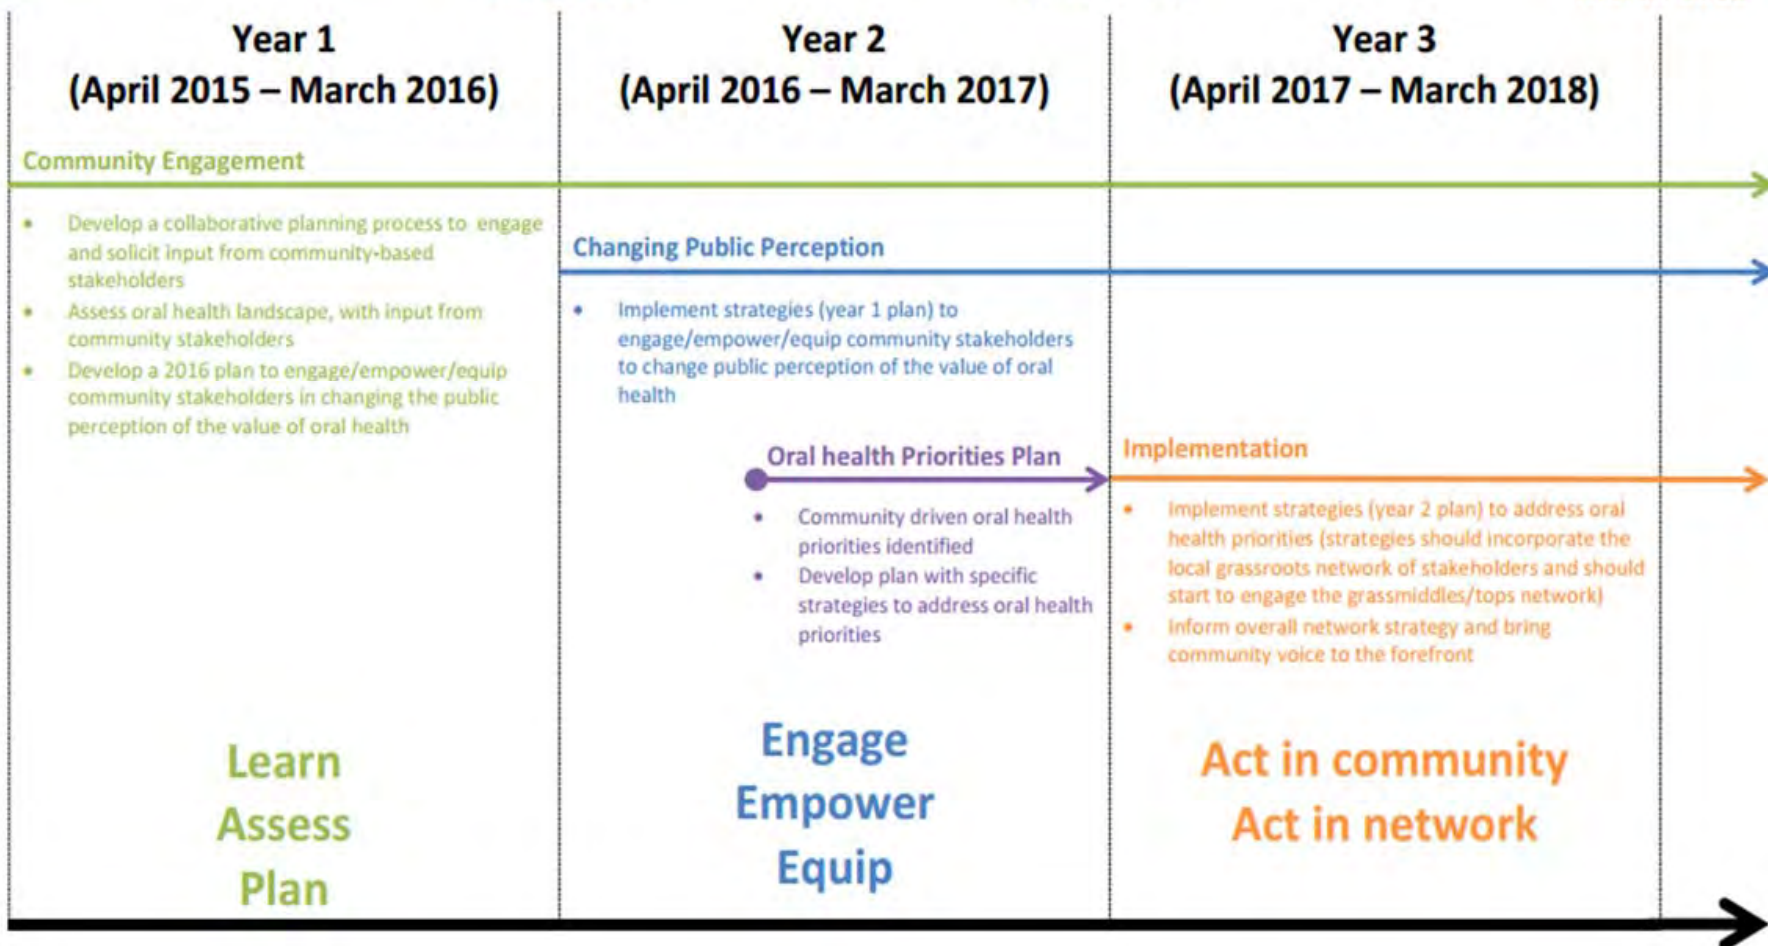 Year 1
(April 2015 – March 2016)
Year 2
(April 2016 – March 2017)
Year 3
(April 2017 – March 2018)
Community Engagement
• Develop a collaborative planning process to engage
and solicit input from community-based
stakeholders
• Assess oral health landscape, with input from
community stakeholders
• Develop a 2016 plan to engage/empower/equip
community stakeholders in changing the public
perception of the value of oral health
Changing Public Perception
• Implement strategies (year 1 plan) to
engage/empower/equip community stakeholders
to change public perception of the value of oral
health
Oral health Priorities Plan
• Community driven oral health
priorities identified
• Develop plan with specific
strategies to address oral health
priorities
Implementation
• Implement strategies (year 2 plan) to address oral
health priorities (strategies should incorporate the
local grassroots network of stakeholders and should
start to engage the grassmiddles/tops network)
• Inform overall network strategy and bring
community voice to the forefront
Learn
Assess
Plan
Engage
Empower
Equip
Act in community
Act in network